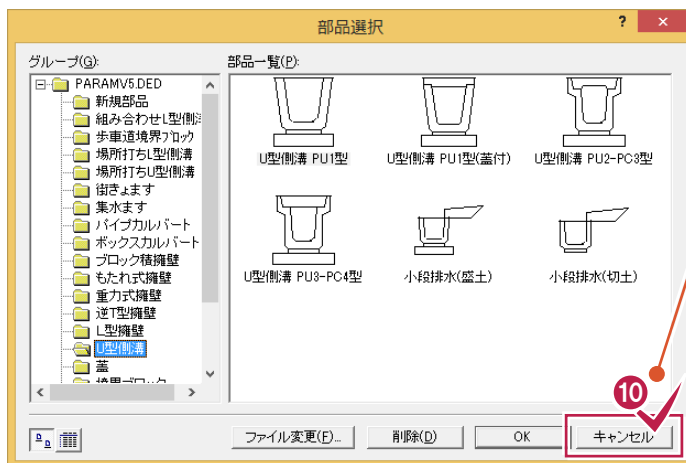 部品選択
? ×
グループ(G):
PARAMV5.DED
新規部品
組み合わせL型側
歩車道境界ブロック
場所打ちL型側溝
場所打ちU型側溝
街きょます
集水ます
パイプカルバート
ボックスカルバート
ブロック積擁壁
もたれ式擁壁
重力式擁壁
逆T型擁壁
L型擁壁
U型側溝
蓋
部品一覧(P):
U型側溝 PU1型
U型側溝 PU1型(蓋付)
U型側溝 PU2-PC3型
U型側溝 PU3-PC4型
小段排水(盛土)
小段排水(切土)
10
ファイル変更(F)...
削除(D)
OK
キャンセル